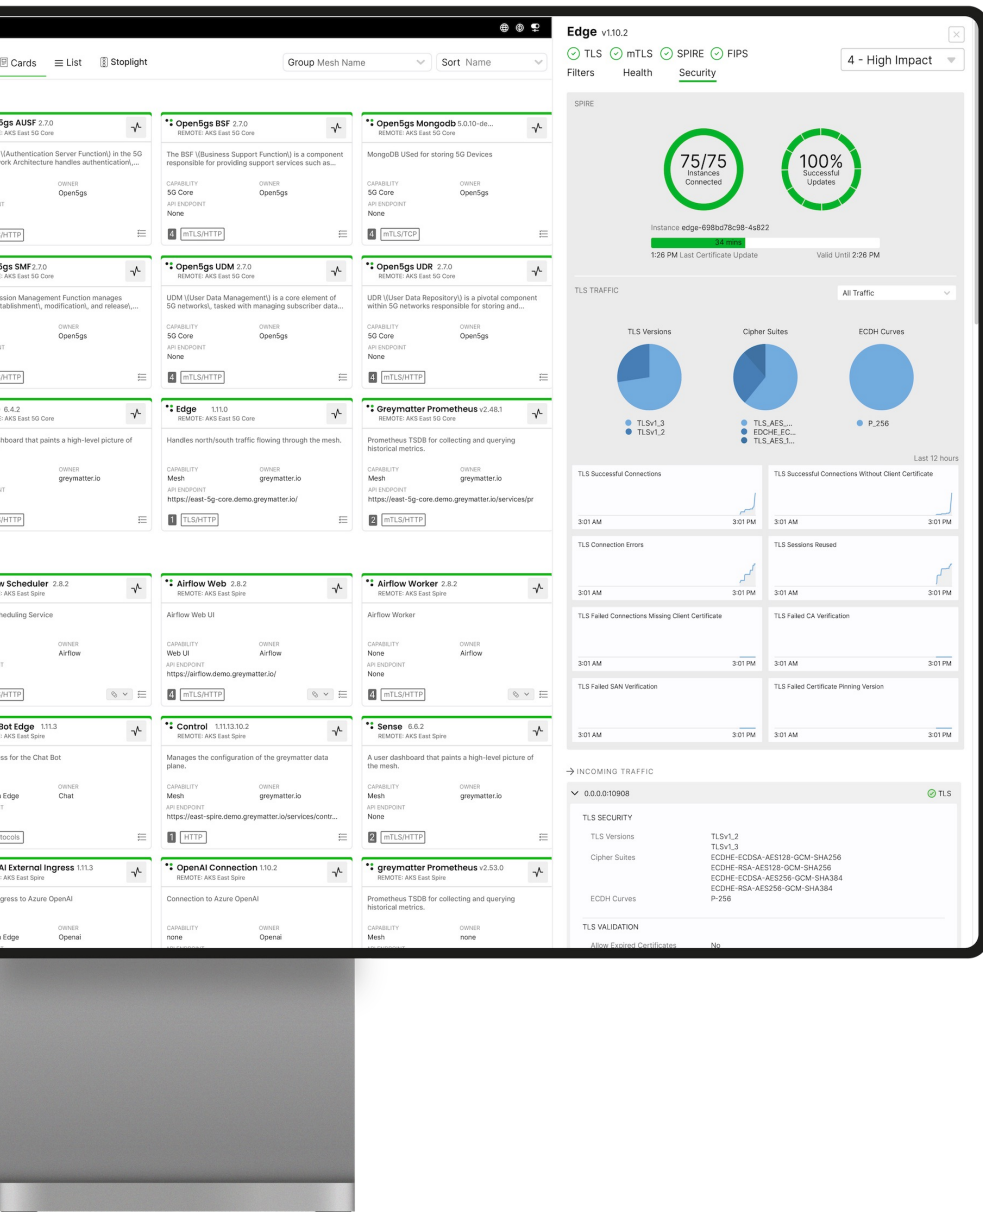 Cards
List
Stoplight
Group Mesh Name
Sort Name
5gs AUSF 2.7.0
: AKS East 5G Core
\(Authentication Server Function\) in the 5G
ork Architecture handles authentication\,...
OWNER
Open5gs
S/HTTP
Open5gs BSF 2.7.0
REMOTE: AKS East 5G Core
The BSF \(Business Support Function\) is a component
responsible for providing support services such as...
CAPABILITY
OWNER
5G Core
Open5gs
API ENDPOINT
None
4 mTLS/HTTP
Open5gs Mongodb 5.0.10-de...
REMOTE: AKS East 5G Core
MongoDB USed for storing 5G Devices
CAPABILITY
OWNER
5G Core
Open5gs
API ENDPOINT
None
4 mTLS/TCP
5gs SMF 2.7.0
: AKS East 5G Core
ssion Management Function manages
tablishment\, modification\, and release\,...
OWNER
Open5gs
S/HTTP
Open5gs UDM 2.7.0
REMOTE: AKS East 5G Core
UDM \(User Data Management\) is a core element of
5G networks\, tasked with managing subscriber data...
CAPABILITY
OWNER
5G Core
Open5gs
API ENDPOINT
None
4 mTLS/HTTP
Open5gs UDR 2.7.0
REMOTE: AKS East 5G Core
UDR \(User Data Repository\) is a pivotal component
within 5G networks responsible for storing and...
CAPABILITY
OWNER
5G Core
Open5gs
API ENDPOINT
None
4 mTLS/HTTP
6.4.2
: AKS East 5G Core
hboard that paints a high-level picture of
OWNER
greymatter.io
S/HTTP
Edge 1.11.0
REMOTE: AKS East 5G Core
Handles north/south traffic flowing through the mesh.
CAPABILITY
OWNER
Mesh
greymatter.io
API ENDPOINT
https://east-5g-core.demo.greymatter.io/
1 TLS/HTTP
Greymatter Prometheus v2.48.1
REMOTE: AKS East 5G Core
Prometheus TSDB for collecting and querying
historical metrics.
CAPABILITY
OWNER
Mesh
greymatter.io
API ENDPOINT
https://east-5g-core.demo.greymatter.io/services/pr
2 mTLS/HTTP
w Scheduler 2.8.2
: AKS East Spire
heduling Service
OWNER
Airflow
S/HTTP
Airflow Web 2.8.2
REMOTE: AKS East Spire
Airflow Web UI
CAPABILITY
OWNER
Web UI
Airflow
API ENDPOINT
https://airflow.demo.greymatter.io/
4 mTLS/HTTP
Airflow Worker 2.8.2
REMOTE: AKS East Spire
Airflow Worker
CAPABILITY
OWNER
None
Airflow
API ENDPOINT
None
4 mTLS/HTTP
Bot Edge 1.11.3
: AKS East Spire
ss for the Chat Bot
OWNER
Edge
Chat
tocols
Control 1.11.13.10.2
REMOTE: AKS East Spire
Manages the configuration of the greymatter data
plane.
CAPABILITY
OWNER
Mesh
greymatter.io
API ENDPOINT
https://east-spire.demo.greymatter.io/services/contr...
1 HTTP
Sense 6.6.2
REMOTE: AKS East Spire
A user dashboard that paints a high-level picture of
the mesh.
CAPABILITY
OWNER
Mesh
greymatter.io
API ENDPOINT
None
2 mTLS/HTTP
AI External Ingress 1.11.3
: AKS East Spire
gress to Azure OpenAI
OWNER
Edge
Openai
OpenAI Connection 1.10.2
REMOTE: AKS East Spire
Connection to Azure OpenAI
CAPABILITY
OWNER
none
Openai
greymatter Prometheus v2.53.0
REMOTE: AKS East Spire
Prometheus TSDB for collecting and querying
historical metrics.
CAPABILITY
OWNER
Mesh
none
Edge v1.10.2
TLS mTLS SPIRE FIPS
4 - High Impact
Filters Health Security
SPIRE
75/75
Instances
Connected
100%
Successful
Updates
Instance edge-698bd78c98-4s822
34 mins
1:26 PM Last Certificate Update
Valid Until 2:26 PM
TLS TRAFFIC
All Traffic
TLS Versions
Cipher Suites
ECDH Curves
TLSv1_3
TLSv1_2
TLS_AES_...
EDCHE_EC...
TLS_AES_1...
P_256
Last 12 hours
TLS Successful Connections
3:01 AM
3:01 PM
TLS Successful Connections Without Client Certificate
3:01 AM
3:01 PM
TLS Connection Errors
3:01 AM
3:01 PM
TLS Sessions Reused
3:01 AM
3:01 PM
TLS Failed Connections Missing Client Certificate
3:01 AM
3:01 PM
TLS Failed CA Verification
3:01 AM
3:01 PM
TLS Failed SAN Verification
3:01 AM
3:01 PM
TLS Failed Certificate Pinning Version
3:01 AM
3:01 PM
INCOMING TRAFFIC
0.0.0.0:10908
TLS
TLS SECURITY
TLS Versions
TLSv1_2
TLSv1_3
Cipher Suites
ECDHE-ECDSA-AES128-GCM-SHA256
ECDHE-RSA-AES128-GCM-SHA256
ECDHE-ECDSA-AES256-GCM-SHA384
ECDHE-RSA-AES256-GCM-SHA384
ECDH Curves
P-256
TLS VALIDATION
Allow Expired Certificates
No